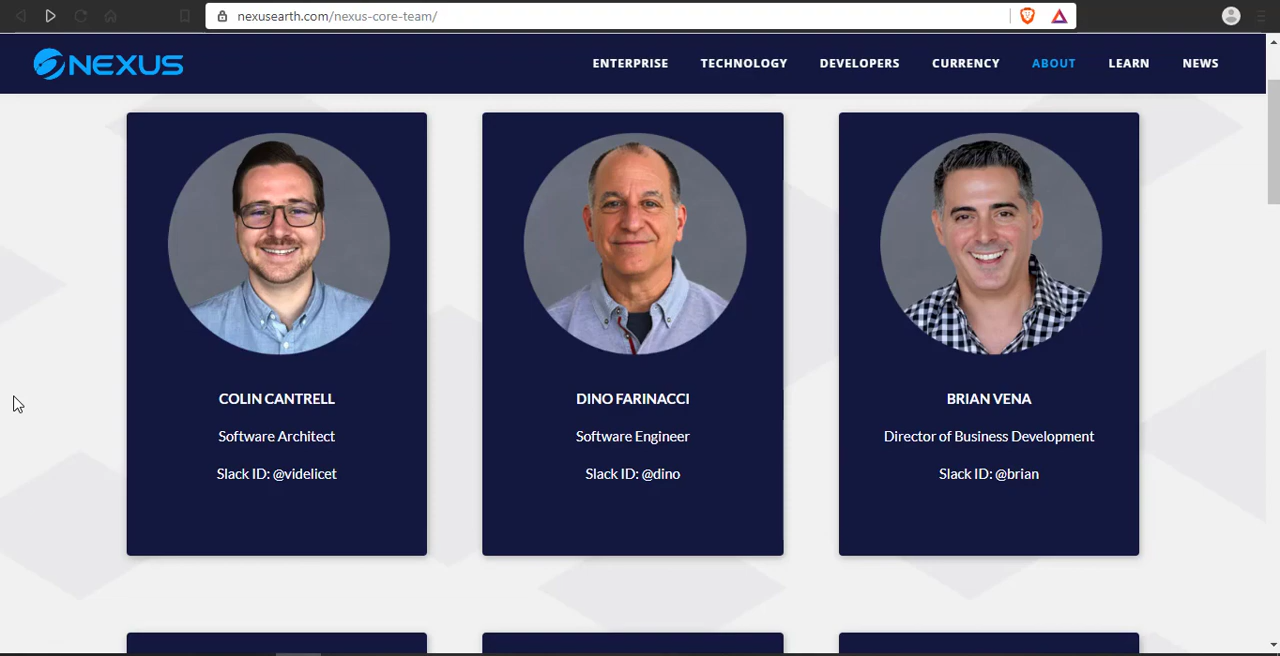 nexusearth.com/nexus-core-team/
NEXUS
ENTERPRISE TECHNOLOGY DEVELOPERS CURRENCY ABOUT LEARN NEWS
COLIN CANTRELL
Software Architect
Slack ID: @videlicet
DINO FARINACCI
Software Engineer
Slack ID: @dino
BRIAN VENA
Director of Business Development
Slack ID: @brian